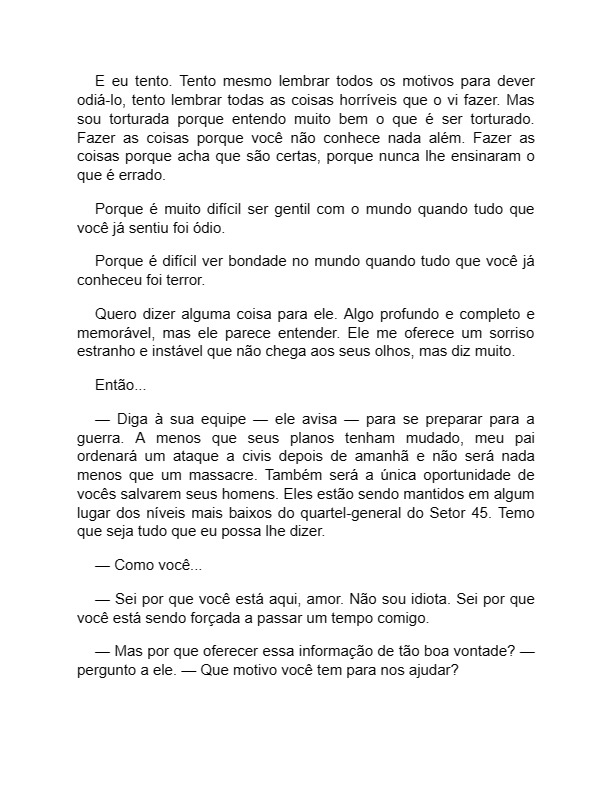 E eu tento. Tento mesmo lembrar todos os motivos para dever
odiá-lo, tento lembrar todas as coisas horríveis que o vi fazer. Mas
sou torturada porque entendo muito bem o que é ser torturado.
Fazer as coisas porque você não conhece nada além. Fazer as
coisas porque acha que são certas, porque nunca lhe ensinaram o
que é errado.
Porque é muito difícil ser gentil com o mundo quando tudo que
você já sentiu foi ódio.
Porque é difícil ver bondade no mundo quando tudo que você já
conheceu foi terror.
Quero dizer alguma coisa para ele. Algo profundo e completo e
memorável, mas ele parece entender. Ele me oferece um sorriso
estranho e instável que não chega aos seus olhos, mas diz muito.
Então...
— Diga à sua equipe — ele avisa — para se preparar para a
guerra. A menos que seus planos tenham mudado, meu pai
ordenará um ataque a civis depois de amanhã e não será nada
menos que um massacre. Também será a única oportunidade de
vocês salvarem seus homens. Eles estão sendo mantidos em algum
lugar dos níveis mais baixos do quartel-general do Setor 45. Temo
que seja tudo que eu possa lhe dizer.
— Como você...
— Sei por que você está aqui, amor. Não sou idiota. Sei por que
você está sendo forçada a passar um tempo comigo.
— Mas por que oferecer essa informação de tão boa vontade? —
pergunto a ele. — Que motivo você tem para nos ajudar?